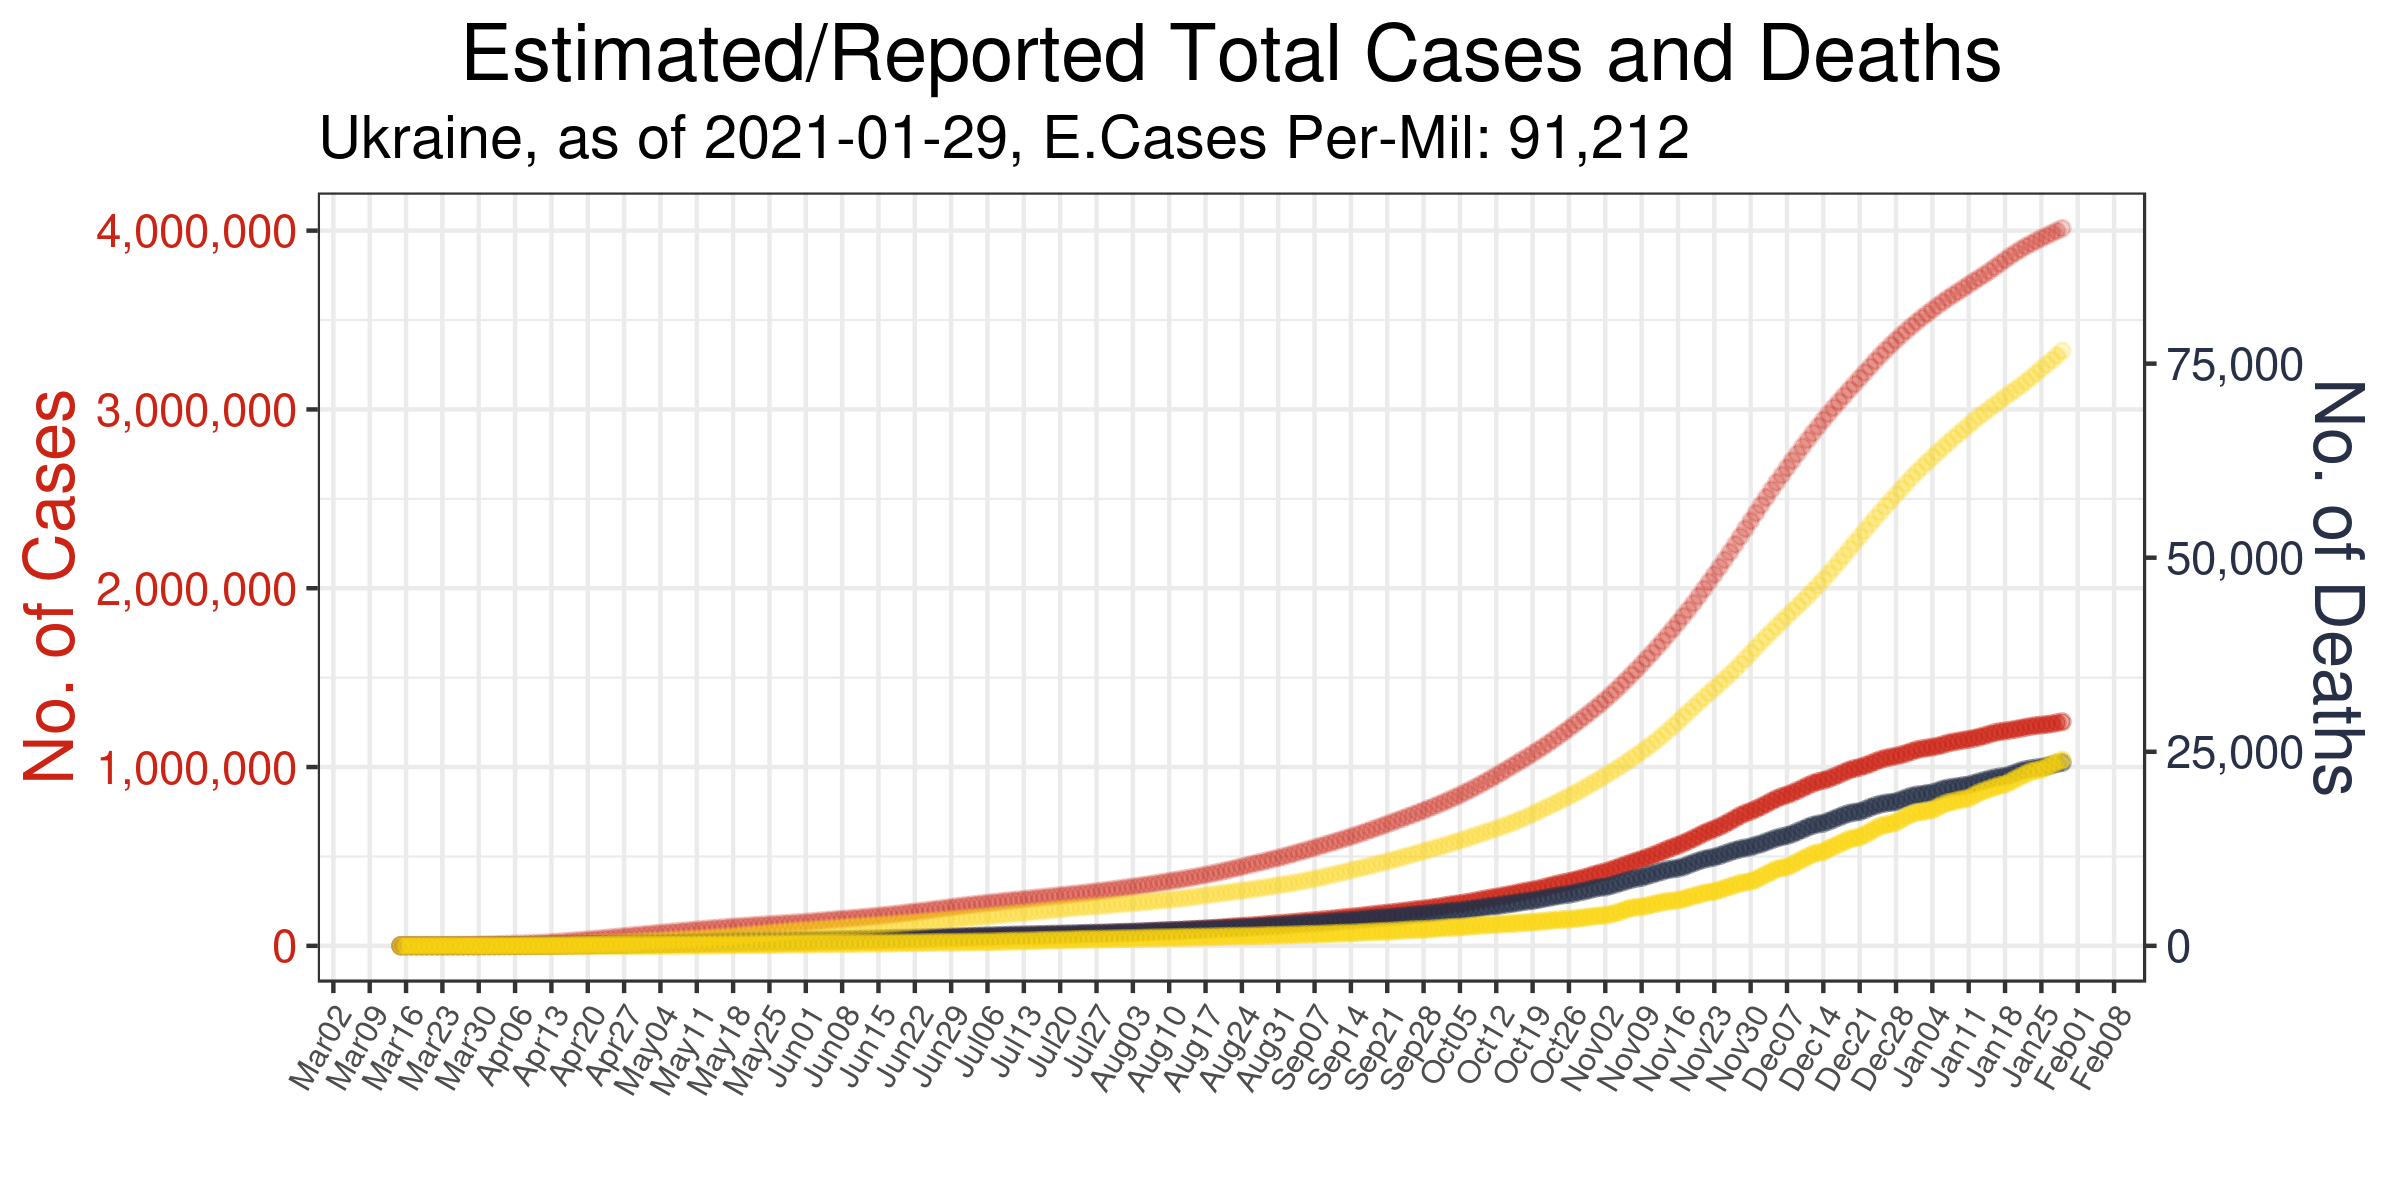 Estimated/Reported Total Cases and Deaths
Ukraine, as of 2021-01-29, E.Cases Per-Mil: 91,212
No. of Cases
4,000,000
3,000,000
2,000,000
1,000,000
0
75,000
50,000
25,000
0
No. of Deaths
Mar02
Mar09
Mar16
Mar23
Mar30
Apr06
Apr13
Apr20
Apr27
May04
May11
May18
May25
Jun01
Jun08
Jun15
Jun22
Jun29
Jul06
Jul13
Jul20
Jul27
Aug03
Aug10
Aug17
Aug24
Aug31
Sep07
Sep14
Sep21
Sep28
Oct05
Oct12
Oct19
Oct26
Nov02
Nov09
Nov16
Nov23
Nov30
Dec07
Dec14
Dec21
Dec28
Jan04
Jan11
Jan18
Jan25
Feb01
Feb08